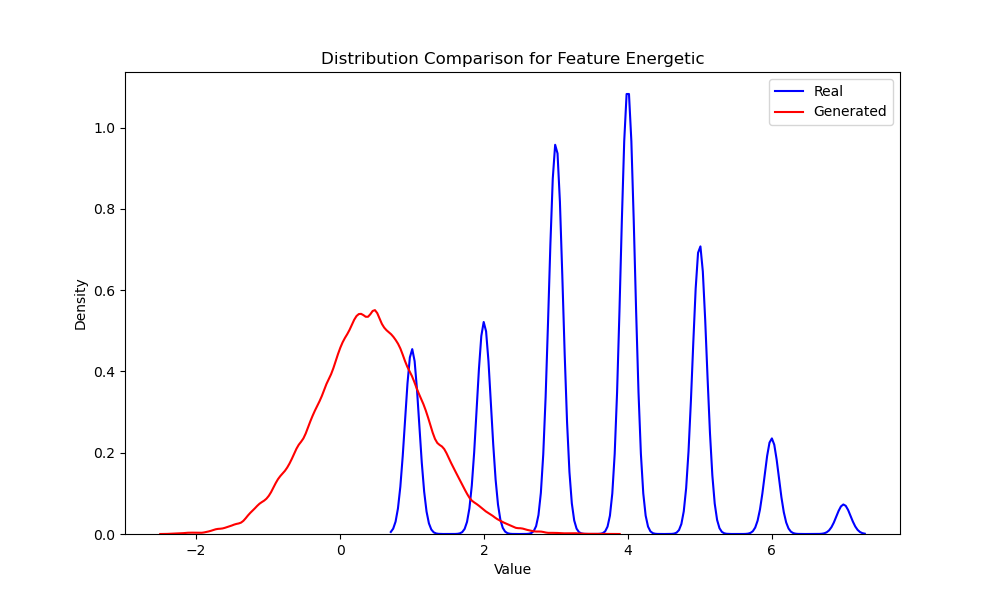 Distribution Comparison for Feature Energetic
Real
Generated
Density
1.0
0.8
0.6
0.4
0.2
0.0
−2
0
2
4
6
Value